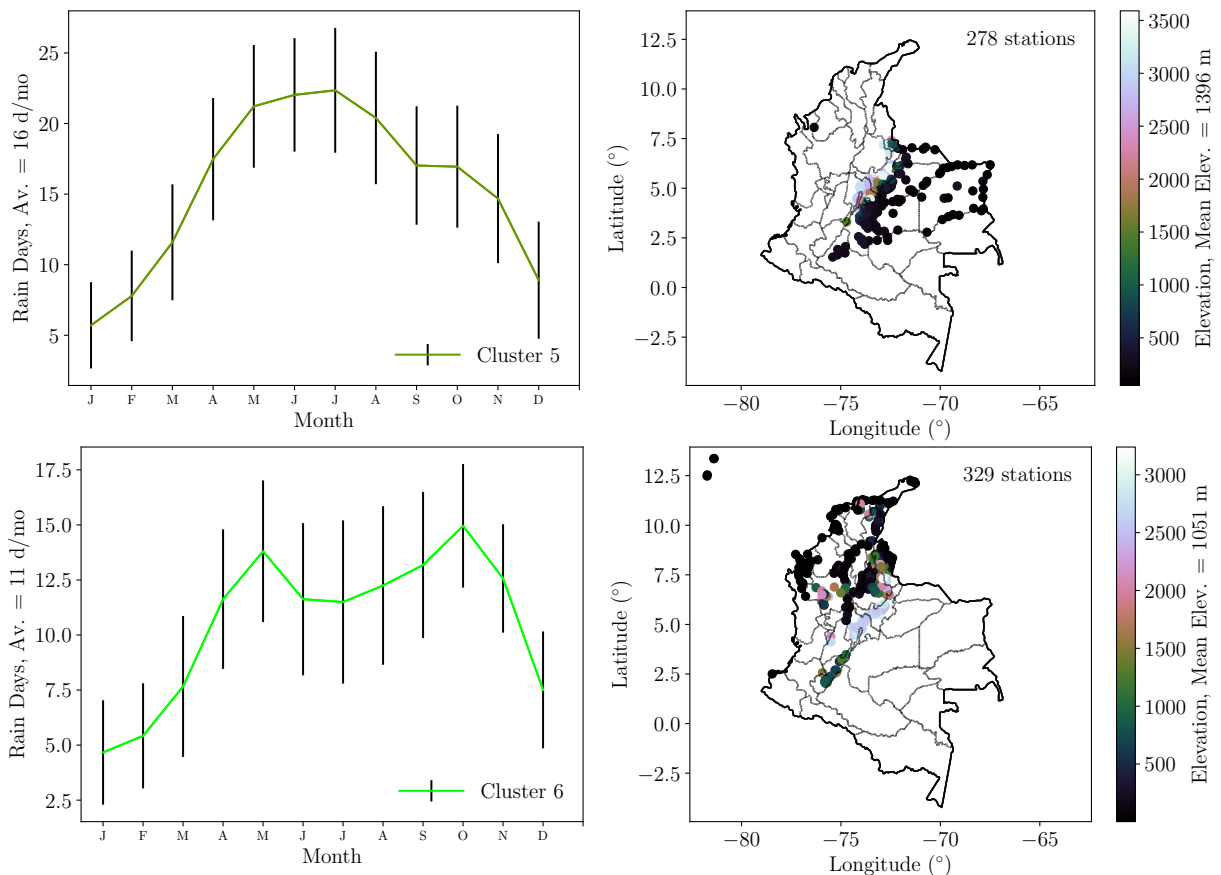 Rain Days, Av. = 16 d/mo
25
20
15
10
5
J F M A M J J A S O N D
Month
Cluster 5
278 stations
Latitude (°)
12.5
10.0
7.5
5.0
2.5
0.0
−2.5
−80 −75 −70 −65
Longitude (°)
3500
3000
2500
2000
1500
1000
500
Elevation, Mean Elev. = 1396 m
Rain Days, Av. = 11 d/mo
17.5
15.0
12.5
10.0
7.5
5.0
2.5
J F M A M J J A S O N D
Month
Cluster 6
329 stations
Latitude (°)
12.5
10.0
7.5
5.0
2.5
0.0
−2.5
−80 −75 −70 −65
Longitude (°)
3000
2500
2000
1500
1000
500
Elevation, Mean Elev. = 1051 m